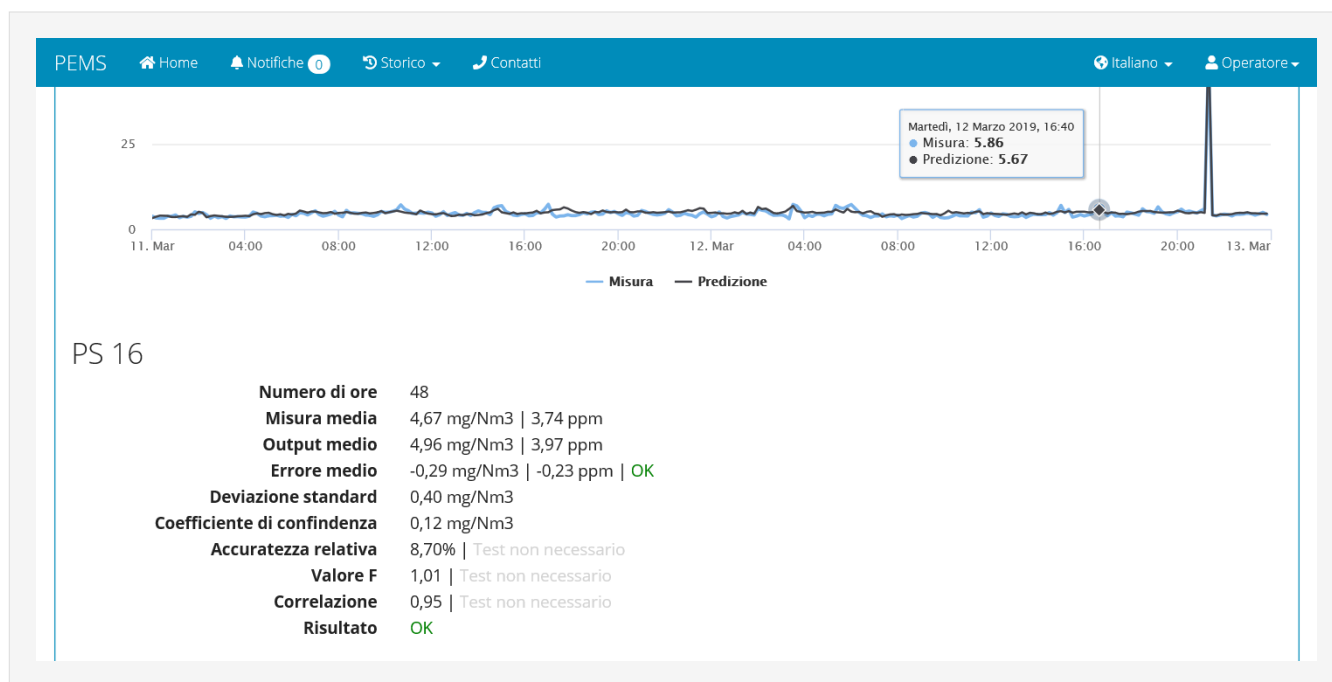 PEMS Home Notifiche 0 Storico Contatti Italiano Operatore
25
Martedì, 12 Marzo 2019, 16:40
Misura: 5.86
Predizione: 5.67
0
11. Mar 04:00 08:00 12:00 16:00 20:00 12. Mar 04:00 08:00 12:00 16:00 20:00 13. Mar
Misura Predizione
PS 16
Numero di ore 48
Misura media 4,67 mg/Nm3 | 3,74 ppm
Output medio 4,96 mg/Nm3 | 3,97 ppm
Errore medio -0,29 mg/Nm3 | -0,23 ppm | OK
Deviazione standard 0,40 mg/Nm3
Coefficiente di confindenza 0,12 mg/Nm3
Accuratezza relativa 8,70% | Test non necessario
Valore F 1,01 | Test non necessario
Correlazione 0,95 | Test non necessario
Risultato OK